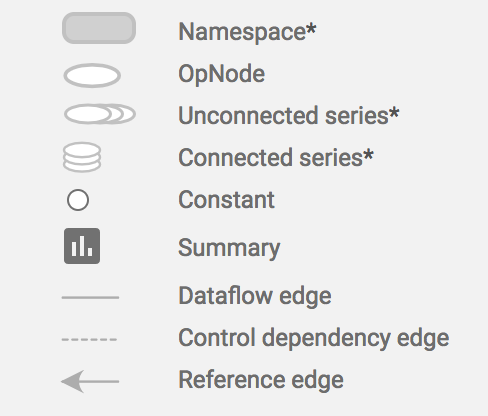 Namespace*
OpNode
Unconnected series*
Connected series*
Constant
Summary
Dataflow edge
Control dependency edge
Reference edge